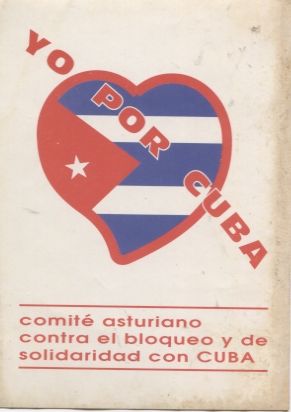 YO POR CUBA
comité asturiano
contra el bloqueo y de
solidaridad con CUBA